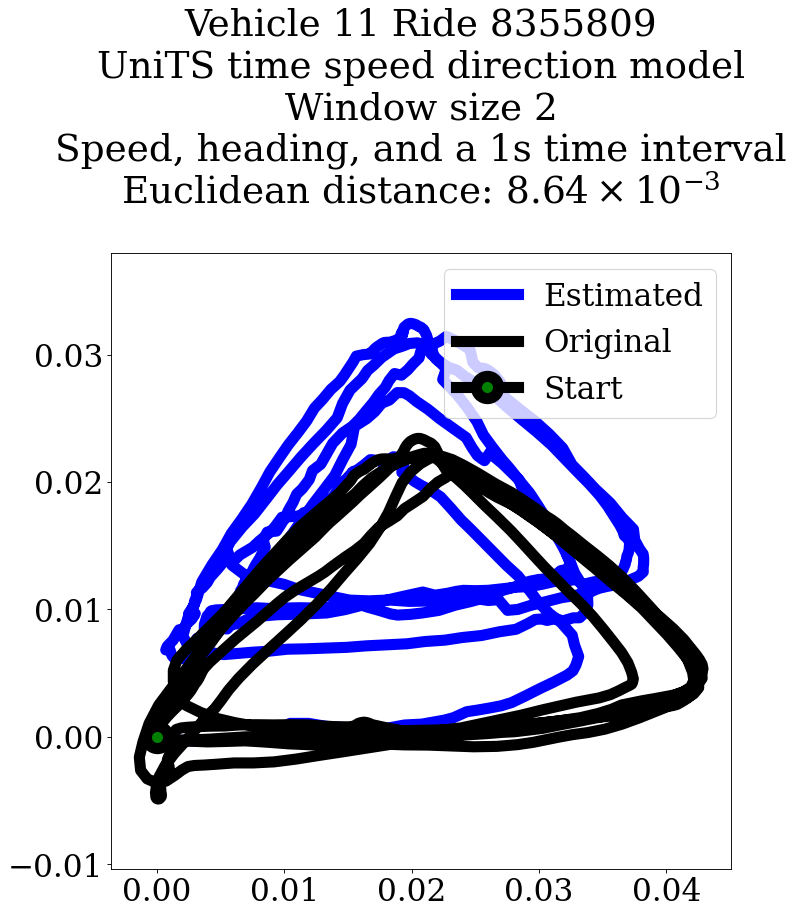 Vehicle 11 Ride 8355809
UniTS time speed direction model
Window size 2
Speed, heading, and a 1s time interval
Euclidean distance: 8.64 × 10⁻³
Estimated
Original
Start
0.03
0.02
0.01
0.00
−0.01
0.00 0.01 0.02 0.03 0.04